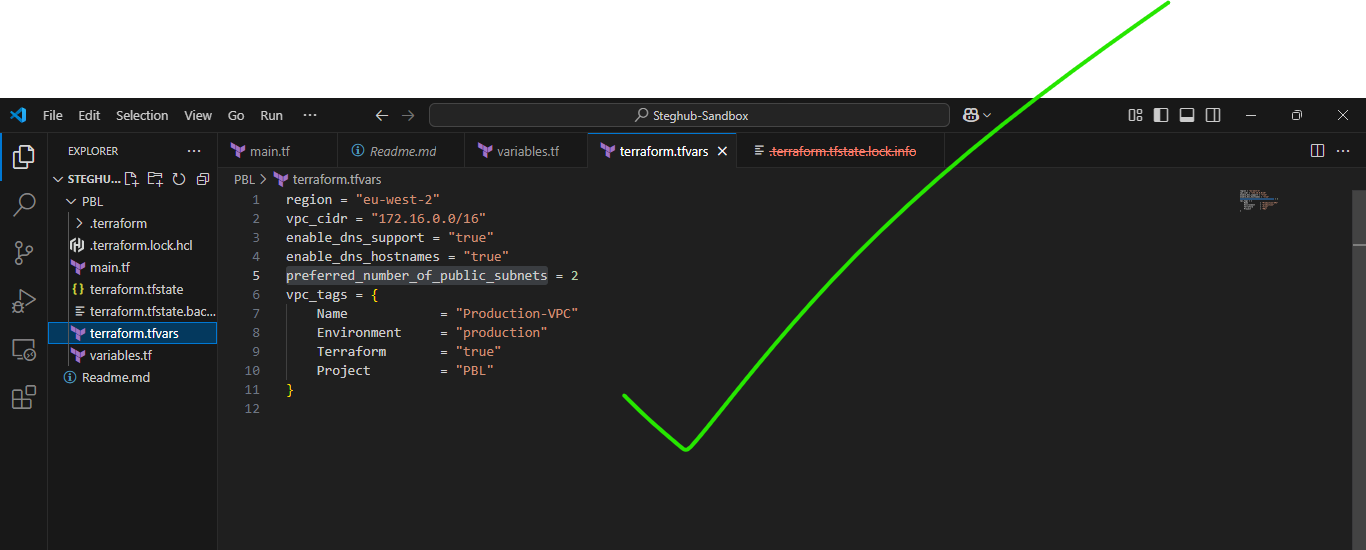 File Edit Selection View Go Run ··· Steghub-Sandbox
EXPLORER ···
main.tf Readme.md variables.tf terraform.tfvars .terraform.tfstate.lock.info
STEGHU...
PBL
.terraform
.terraform.lock.hcl
main.tf
terraform.tfstate
terraform.tfstate.bac...
terraform.tfvars
variables.tf
Readme.md
PBL > terraform.tfvars
1 region = "eu-west-2"
2 vpc_cidr = "172.16.0.0/16"
3 enable_dns_support = "true"
4 enable_dns_hostnames = "true"
5 preferred_number_of_public_subnets = 2
6 vpc_tags = {
7 Name = "Production-VPC"
8 Environment = "production"
9 Terraform = "true"
10 Project = "PBL"
11 }
12